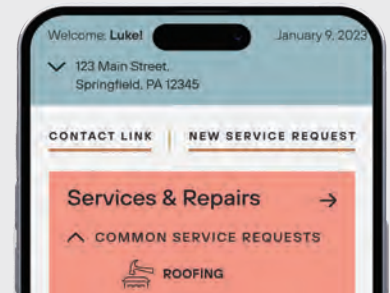 Welcome, Luke! January 9, 2023
123 Main Street,
Springfield, PA 12345
CONTACT LINK NEW SERVICE REQUEST
Services & Repairs
COMMON SERVICE REQUESTS
ROOFING